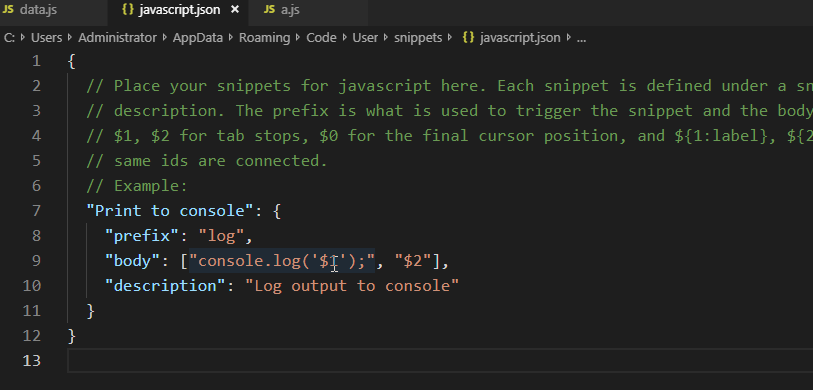 JS data.js {} javascript.json × JS a.js
C: › Users › Administrator › AppData › Roaming › Code › User › snippets › {} javascript.json › ...
1 {
2 // Place your snippets for javascript here. Each snippet is defined under a sn
3 // description. The prefix is what is used to trigger the snippet and the body
4 // $1, $2 for tab stops, $0 for the final cursor position, and ${1:label}, ${2
5 // same ids are connected.
6 // Example:
7 "Print to console": {
8 "prefix": "log",
9 "body": ["console.log('$1');", "$2"],
10 "description": "Log output to console"
11 }
12 }
13